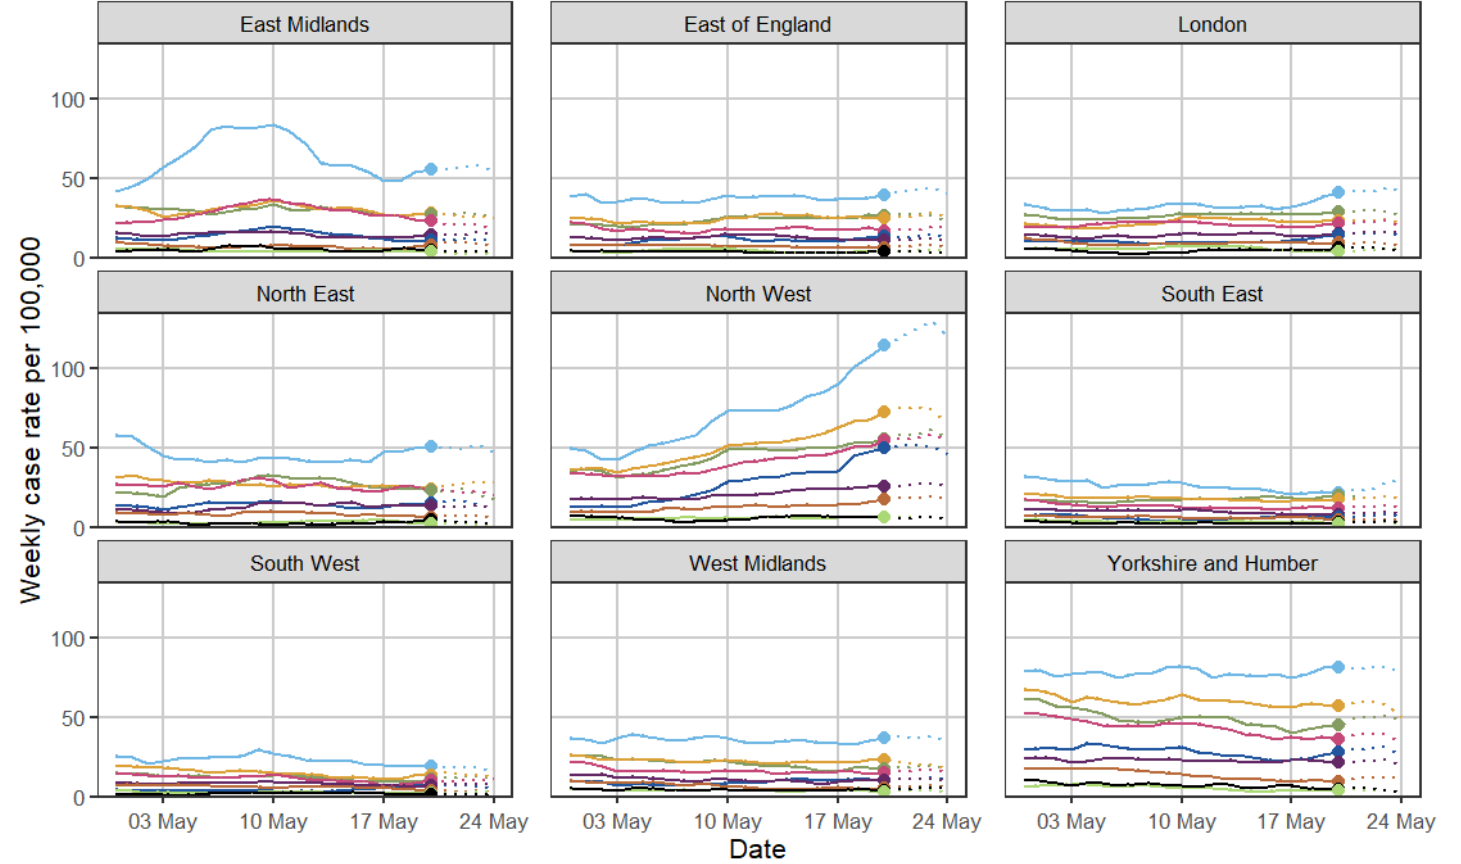 East Midlands
East of England
London
100
50
0
North East
North West
South East
100
50
0
South West
West Midlands
Yorkshire and Humber
100
50
0
03 May 10 May 17 May 24 May
03 May 10 May 17 May 24 May
03 May 10 May 17 May 24 May
Date
Weekly case rate per 100,000